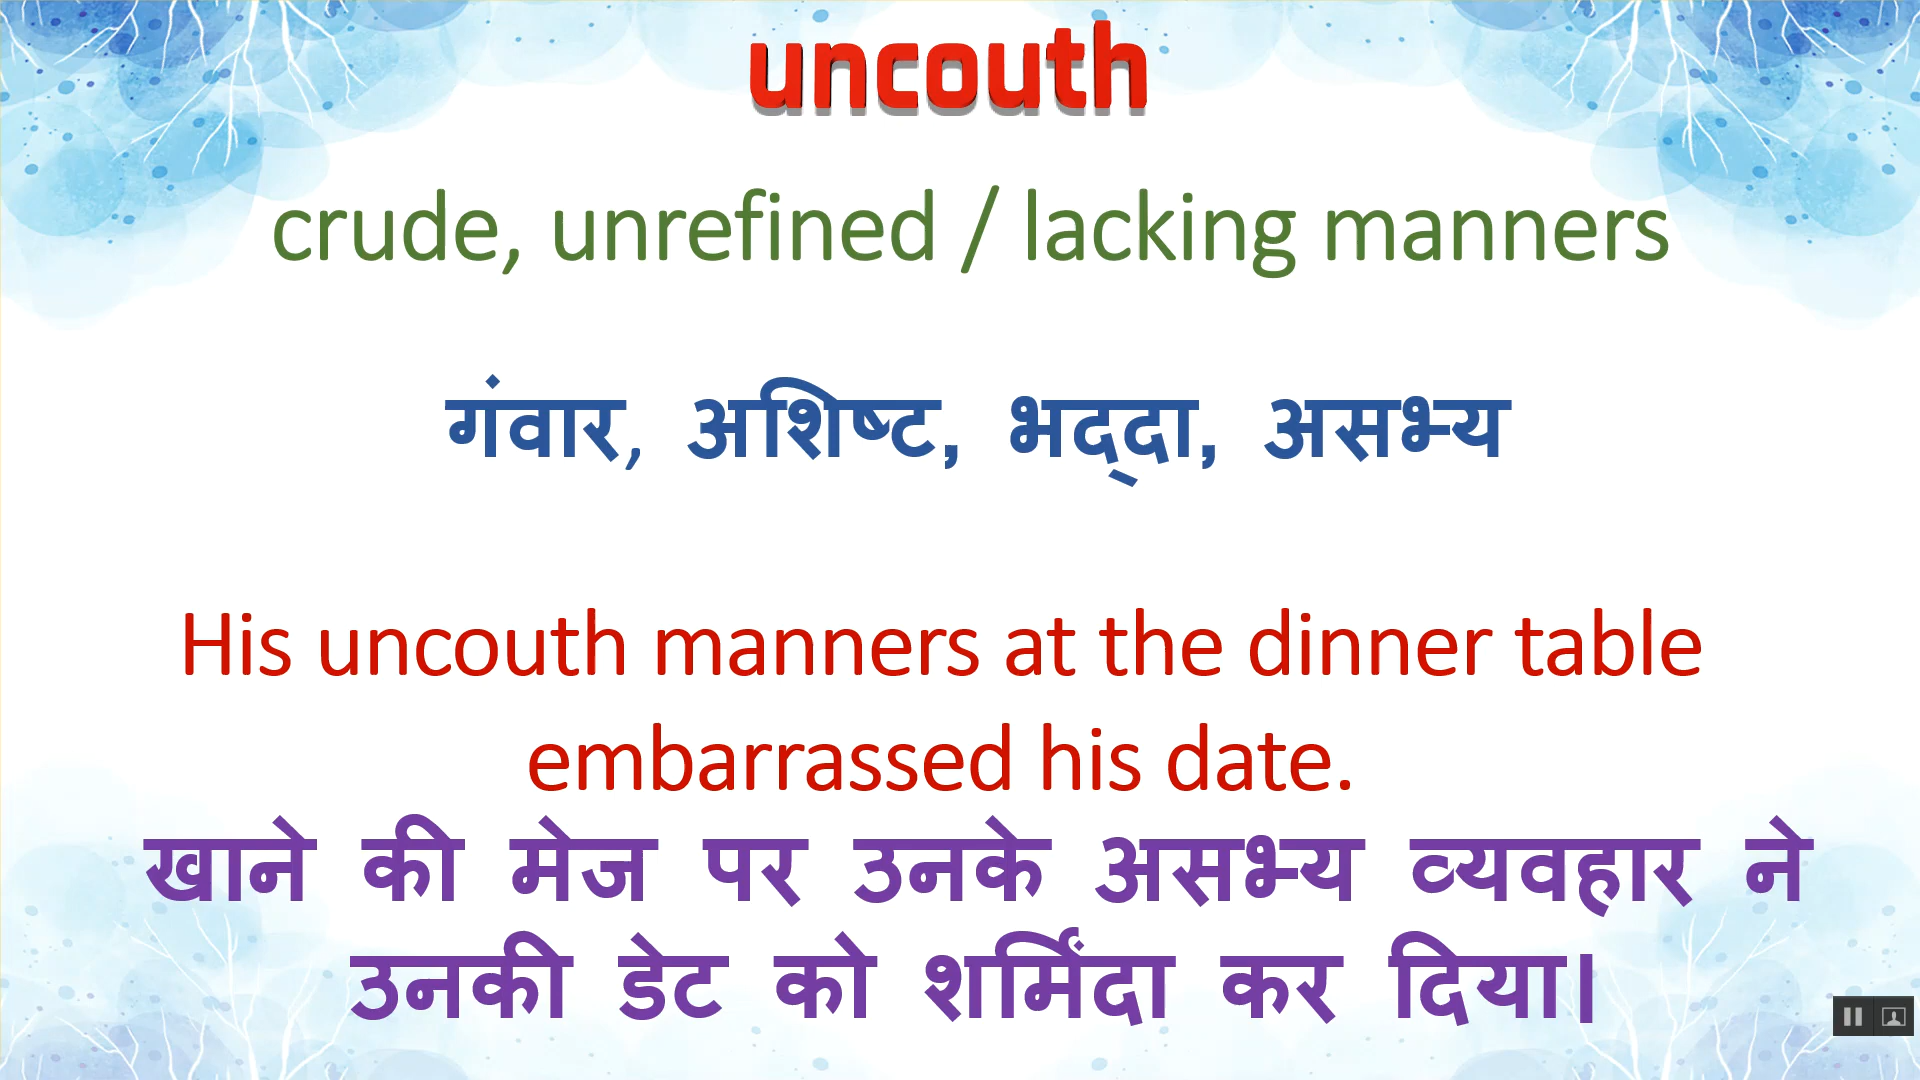 uncouth
crude, unrefined / lacking manners
गंवार, अशिष्ट, भद्‌दा, असभ्य
His uncouth manners at the dinner table
embarrassed his date.
खाने की मेज पर उनके असभ्य व्यवहार ने
उनकी डेट को शर्मिंदा कर दिया।